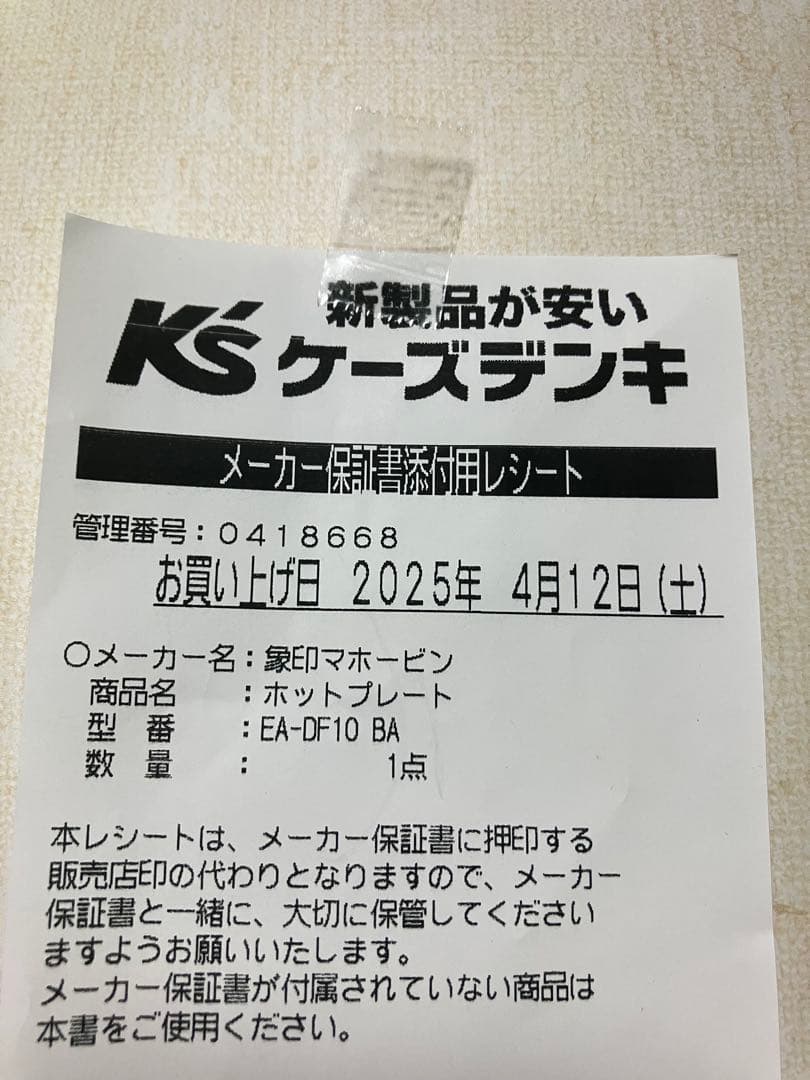 新製品が安い
K's ケーズデンキ
メーカー保証書添付用レシート
管理番号：0418668
お買い上げ日 2025年 4月12日(土)
○メーカー名：象印マホービン
商品名 ：ホットプレート
型 番 ：EA-DF10 BA
数 量 ： 1点
本レシートは、メーカー保証書に押印する
販売店印の代わりとなりますので、メーカー
保証書と一緒に、大切に保管してください
ますようお願いいたします。
メーカー保証書が付属されていない商品は
本書をご使用ください。